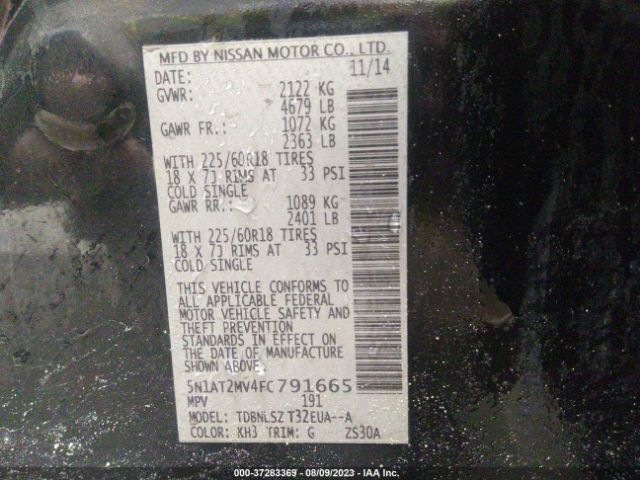 MFD BY NISSAN MOTOR CO., LTD.
DATE: 11/14
GVWR: 2122 KG
4679 LB
GAWR FR.: 1072 KG
2363 LB
WITH 225/60R18 TIRES
18 X 7J RIMS AT 33 PSI
COLD SINGLE
GAWR RR.: 1089 KG
2401 LB
WITH 225/60R18 TIRES
18 X 7J RIMS AT 33 PSI
COLD SINGLE
THIS VEHICLE CONFORMS TO
ALL APPLICABLE FEDERAL
MOTOR VEHICLE SAFETY AND
THEFT PREVENTION
STANDARDS IN EFFECT ON
THE DATE OF MANUFACTURE
SHOWN ABOVE.
5N1AT2MV4FC791665
MPV 191
MODEL: TDBNLSZ T32EUA--A
COLOR: KH3 TRIM: G ZS30A
000-37283369 - 08/09/2023 - IAA Inc.